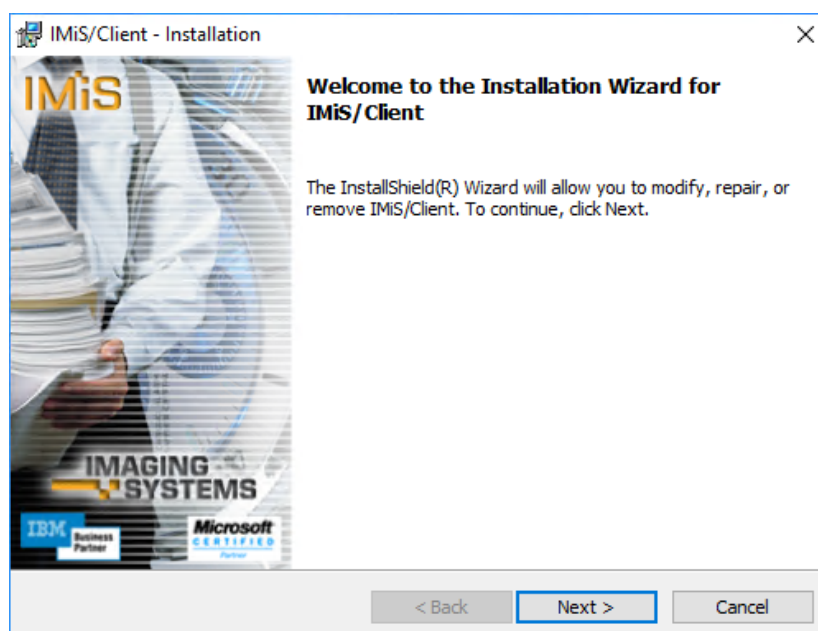 IMiS/Client - Installation
IMiS
Welcome to the Installation Wizard for
IMiS/Client
The InstallShield(R) Wizard will allow you to modify, repair, or
remove IMiS/Client. To continue, click Next.
IMAGING
SYSTEMS
IBM
Business
Partner
Microsoft
CERTIFIED
Partner
< Back
Next >
Cancel